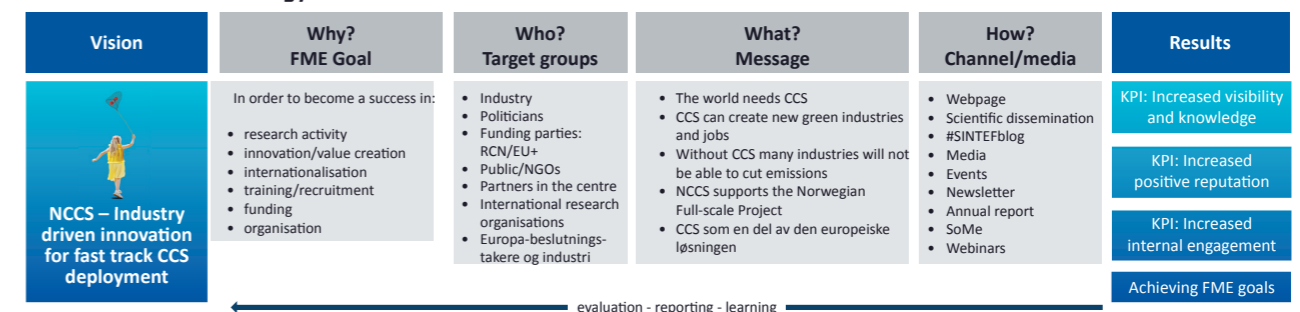 Vision
NCCS – Industry
driven innovation
for fast track CCS
deployment
Why?
FME Goal
In order to become a success in:
• research activity
• innovation/value creation
• internationalisation
• training/recruitment
• funding
• organisation
Who?
Target groups
• Industry
• Politicians
• Funding parties:
RCN/EU+
• Public/NGOs
• Partners in the centre
• International research
organisations
• Europa-beslutnings-
takere og industri
What?
Message
• The world needs CCS
• CCS can create new green industries
and jobs
• Without CCS many industries will not
be able to cut emissions
• NCCS supports the Norwegian
Full-scale Project
• CCS som en del av den europeiske
løsningen
How?
Channel/media
• Webpage
• Scientific dissemination
• #SINTEFblog
• Media
• Events
• Newsletter
• Annual report
• SoMe
• Webinars
Results
KPI: Increased visibility
and knowledge
KPI: Increased
positive reputation
KPI: Increased
internal engagement
Achieving FME goals
evaluation - reporting - learning